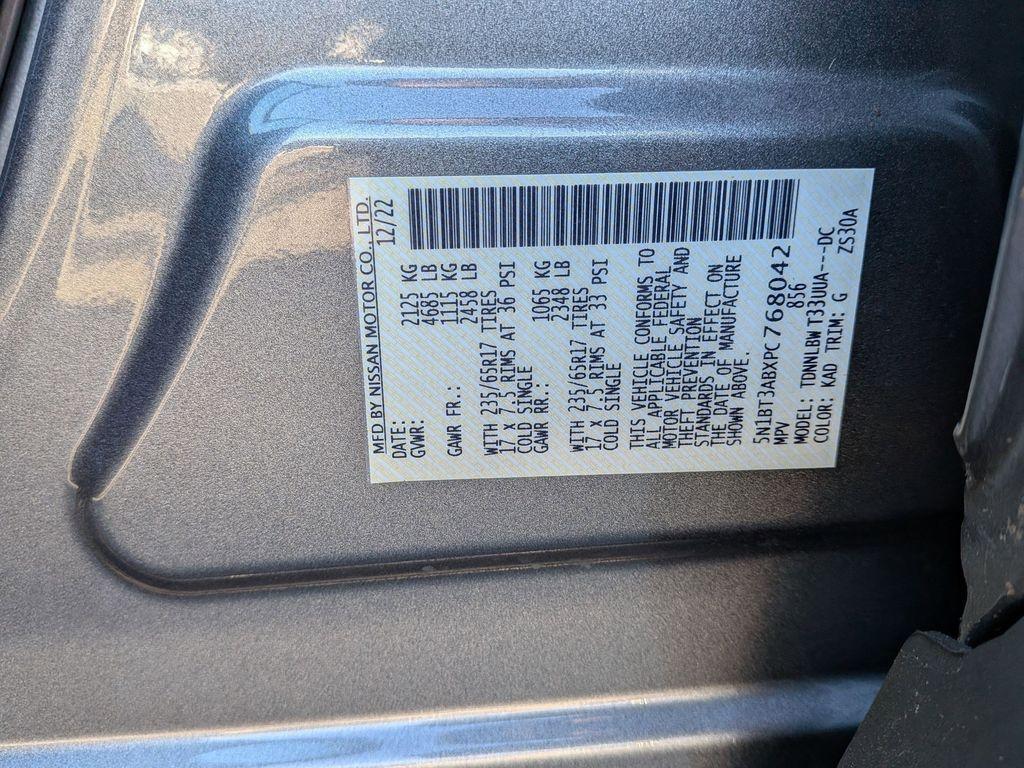 MFD BY NISSAN MOTOR CO., LTD.
DATE: 12/22
GVWR: 2125 KG
4685 LB
GAWR FR.: 1115 KG
2458 LB
WITH 235/65R17 TIRES
17 x 7.5 RIMS AT 36 PSI
COLD SINGLE
GAWR RR.: 1065 KG
2348 LB
WITH 235/65R17 TIRES
17 x 7.5 RIMS AT 33 PSI
COLD SINGLE
THIS VEHICLE CONFORMS TO
ALL APPLICABLE FEDERAL
MOTOR VEHICLE SAFETY AND
THEFT PREVENTION
STANDARDS IN EFFECT ON
THE DATE OF MANUFACTURE
SHOWN ABOVE.
5N1BT3ABXPC768042
MPV 856
MODEL: TDNNLBW T33UUA---DC
COLOR: KAD TRIM: G ZS30A